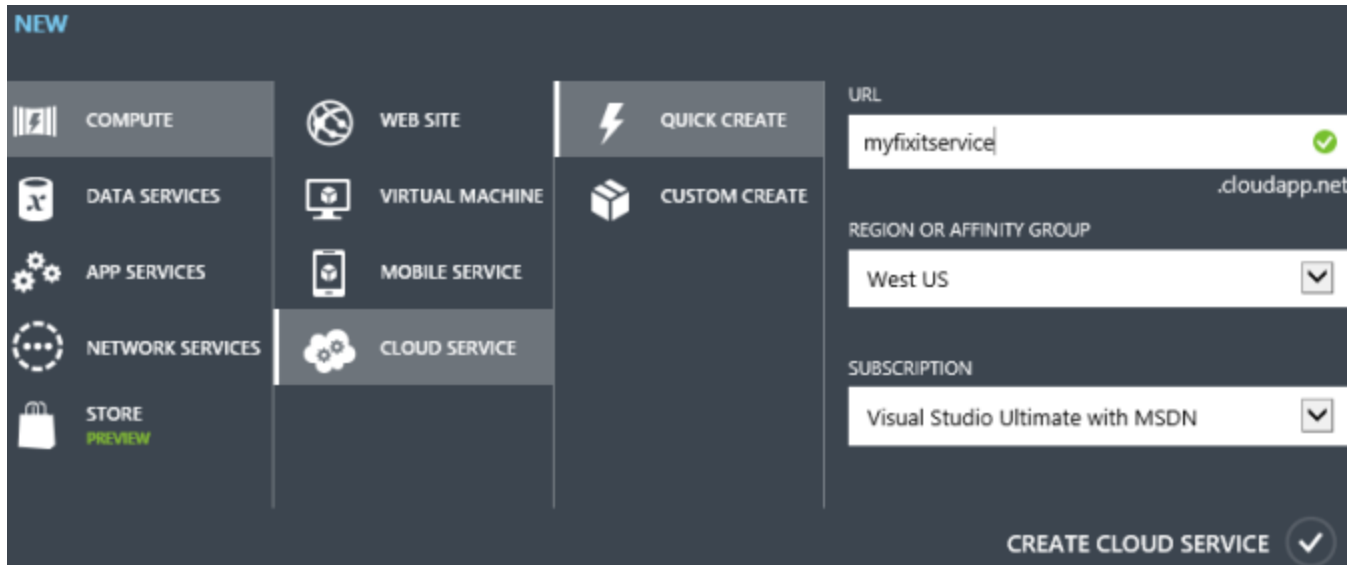 NEW
COMPUTE
DATA SERVICES
APP SERVICES
NETWORK SERVICES
STORE
PREVIEW
WEB SITE
VIRTUAL MACHINE
MOBILE SERVICE
CLOUD SERVICE
QUICK CREATE
CUSTOM CREATE
URL
myfixitservice
.cloudapp.net
REGION OR AFFINITY GROUP
West US
SUBSCRIPTION
Visual Studio Ultimate with MSDN
CREATE CLOUD SERVICE